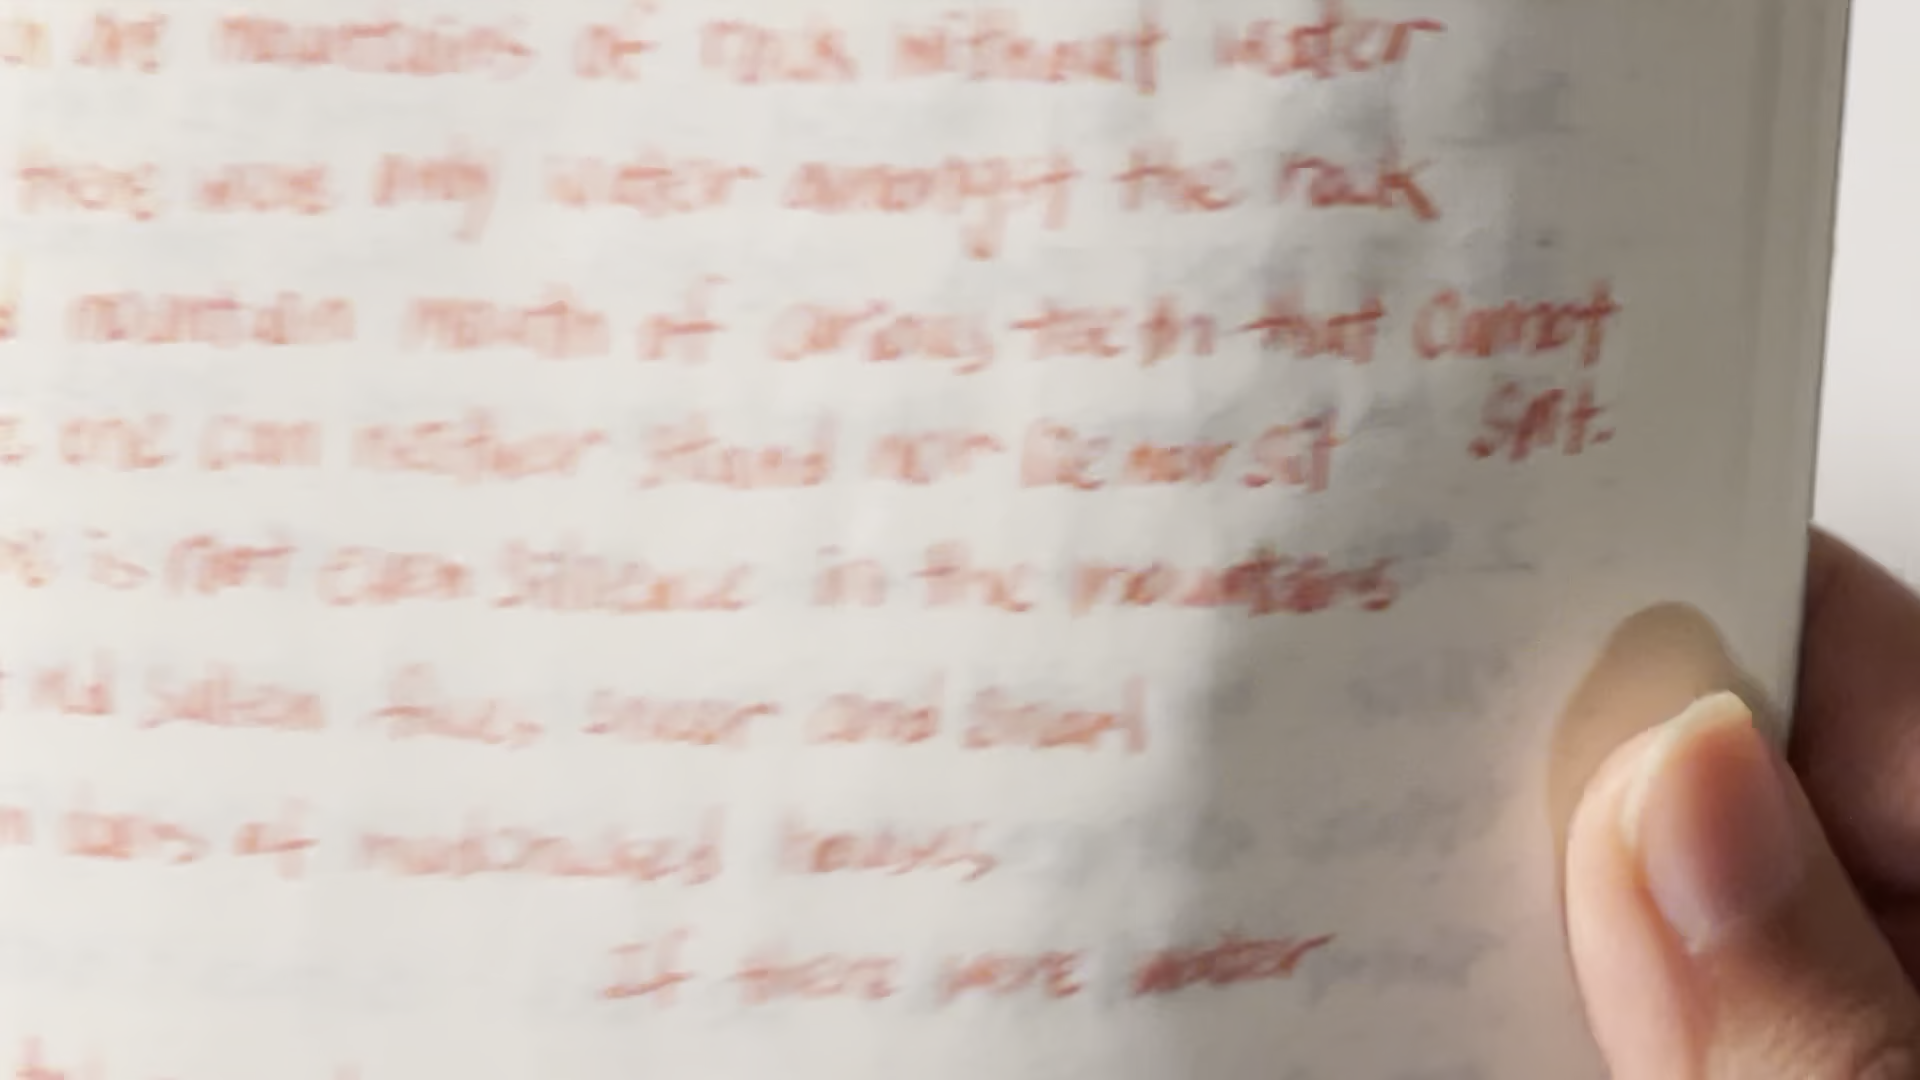 are mountains of rock without water
there were only water amongst the rock
mountain mouth of carious teeth that cannot
spit.
one can neither stand nor lie nor sit
is not even silence in the mountains
red sullen faces sneer and snarl
doors of mudcracked houses
If there were water